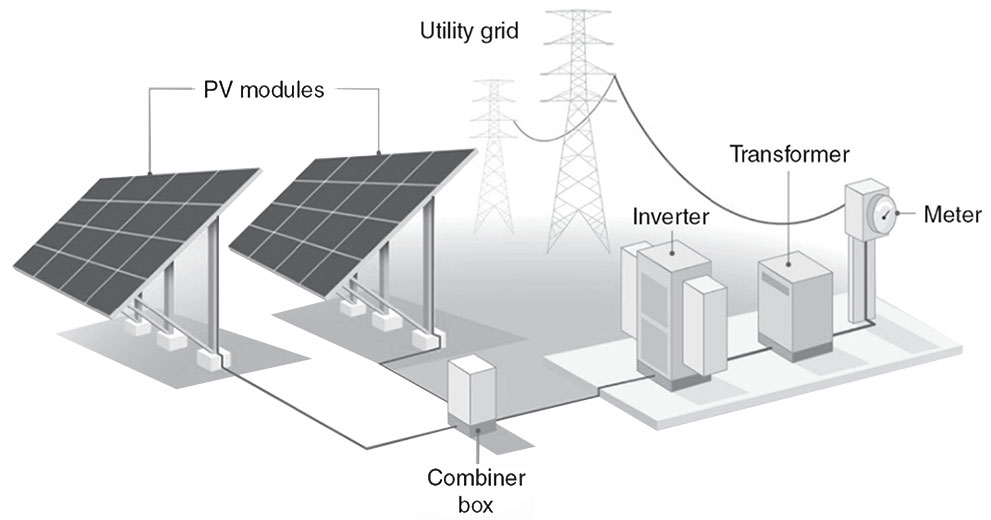 Utility grid
PV modules
Transformer
Inverter
Meter
Combiner
box